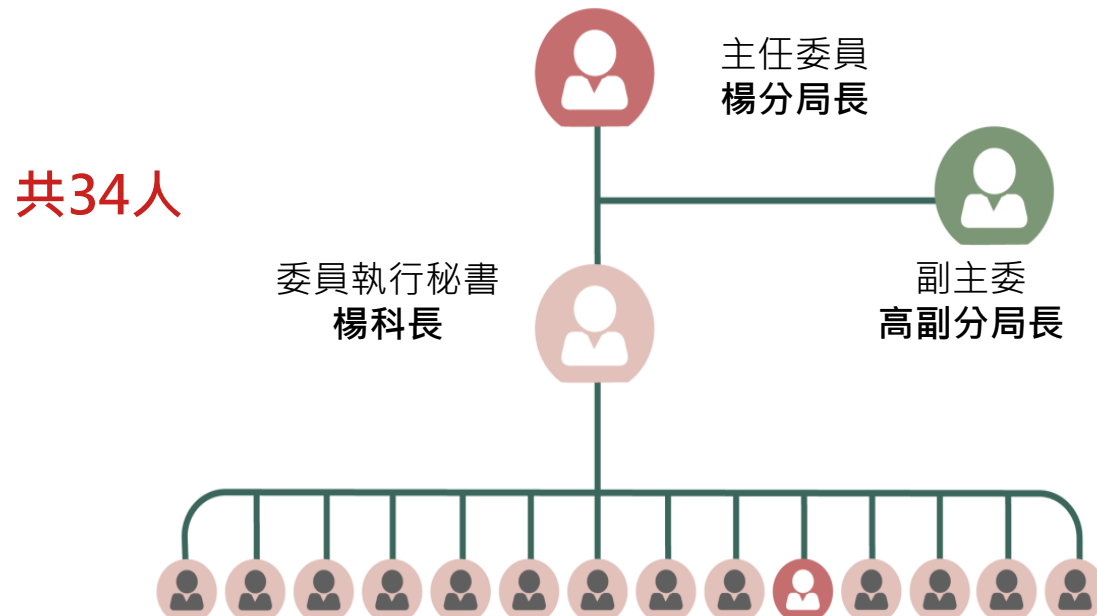 主任委員
楊分局長
共34人
委員執行秘書
楊科長
副主委
高副分局長